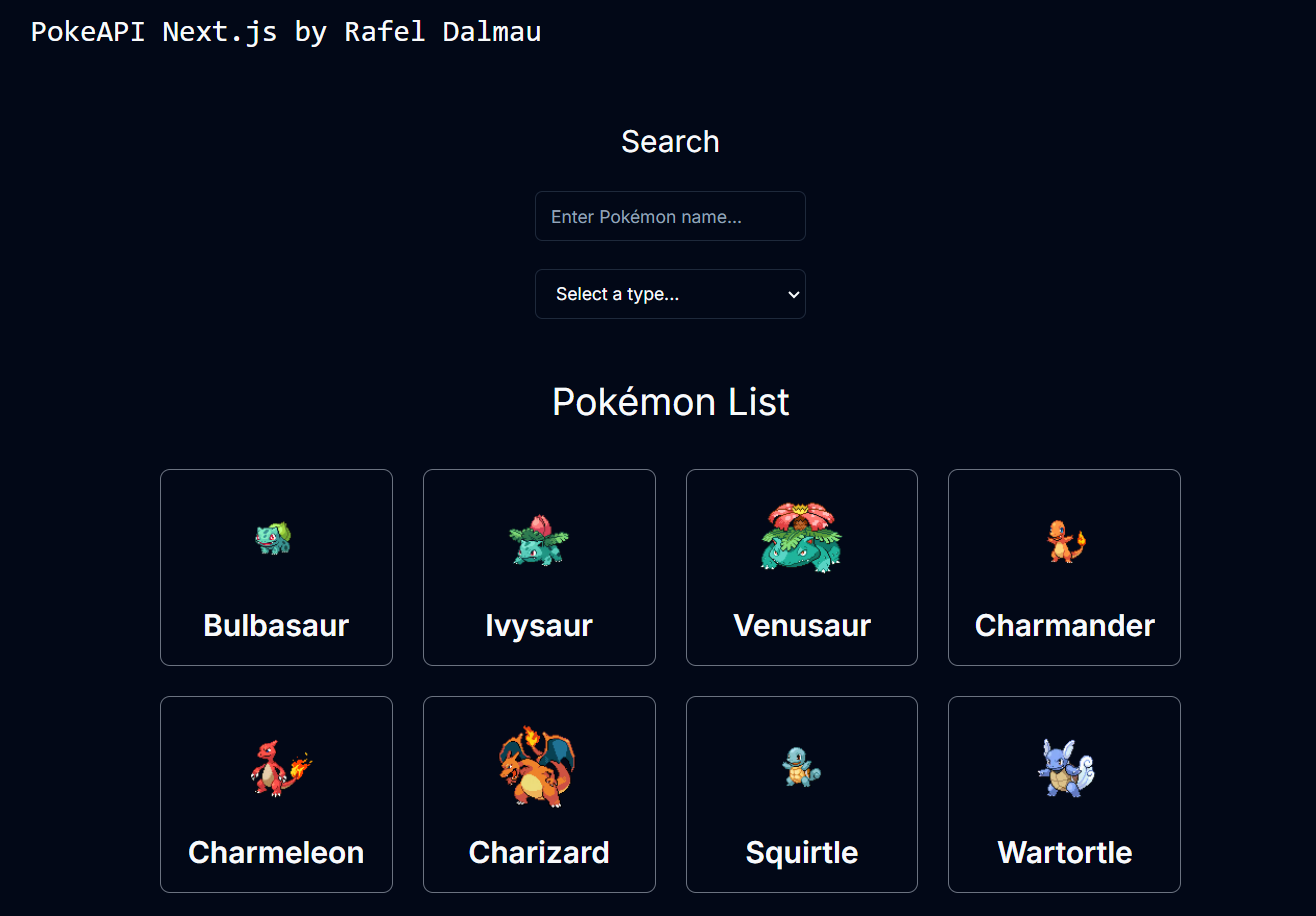 PokeAPI Next.js by Rafel Dalmau
Search
Enter Pokémon name...
Select a type...
Pokémon List
Bulbasaur
Ivysaur
Venusaur
Charmander
Charmeleon
Charizard
Squirtle
Wartortle